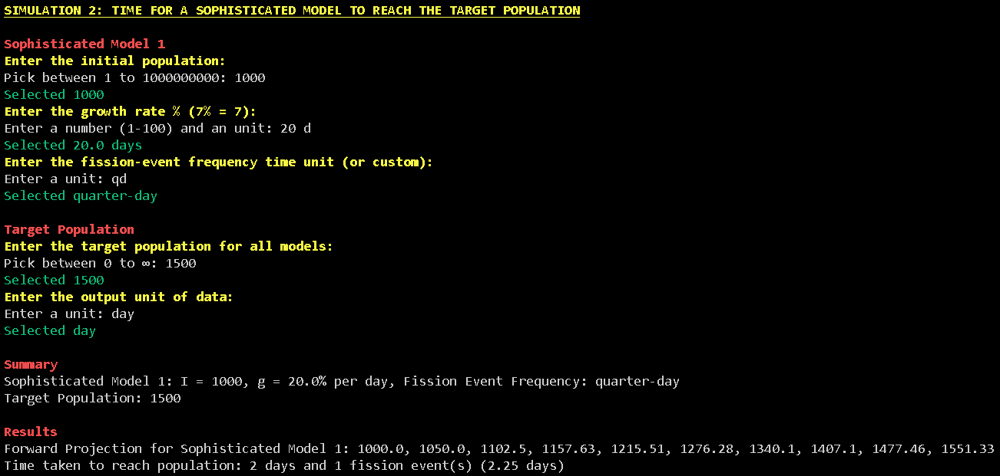 SIMULATION 2: TIME FOR A SOPHISTICATED MODEL TO REACH THE TARGET POPULATION
Sophisticated Model 1
Enter the initial population:
Pick between 1 to 1000000000: 1000
Selected 1000
Enter the growth rate % (7% = 7):
Enter a number (1-100) and an unit: 20 d
Selected 20.0 days
Enter the fission-event frequency time unit (or custom):
Enter a unit: qd
Selected quarter-day
Target Population
Enter the target population for all models:
Pick between 0 to ∞: 1500
Selected 1500
Enter the output unit of data:
Enter a unit: day
Selected day
Summary
Sophisticated Model 1: I = 1000, g = 20.0% per day, Fission Event Frequency: quarter-day
Target Population: 1500
Results
Forward Projection for Sophisticated Model 1: 1000.0, 1050.0, 1102.5, 1157.63, 1215.51, 1276.28, 1340.1, 1407.1, 1477.46, 1551.33
Time taken to reach population: 2 days and 1 fission event(s) (2.25 days)